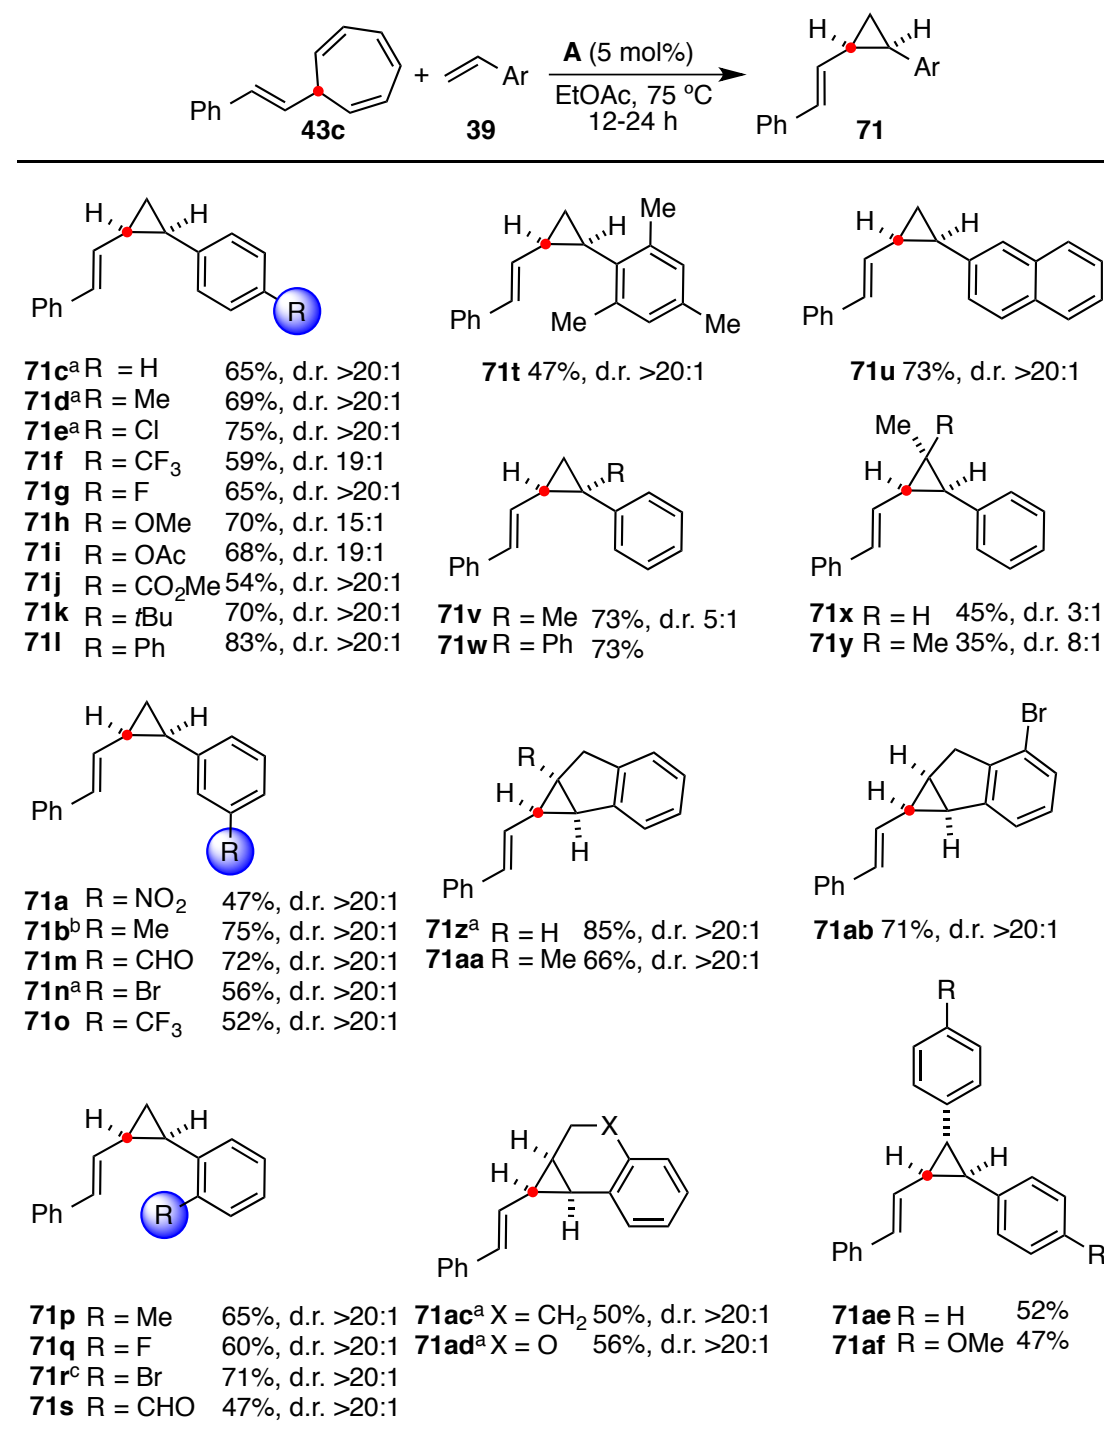 Ph
43c
+
Ar
39
A (5 mol%)
EtOAc, 75 ºC
12-24 h
H H
Ar
Ph
71
H H
Ph
R
71cᵃ R = H 65%, d.r. >20:1
71dᵃ R = Me 69%, d.r. >20:1
71eᵃ R = Cl 75%, d.r. >20:1
71f R = CF₃ 59%, d.r. 19:1
71g R = F 65%, d.r. >20:1
71h R = OMe 70%, d.r. 15:1
71i R = OAc 68%, d.r. 19:1
71j R = CO₂Me 54%, d.r. >20:1
71k R = tBu 70%, d.r. >20:1
71l R = Ph 83%, d.r. >20:1
H H
Me
Ph
Me
Me
71t 47%, d.r. >20:1
H H
Ph
71u 73%, d.r. >20:1
H R
Ph
71v R = Me 73%, d.r. 5:1
71w R = Ph 73%
Me R
H H
Ph
71x R = H 45%, d.r. 3:1
71y R = Me 35%, d.r. 8:1
H H
Ph
R
71a R = NO₂ 47%, d.r. >20:1
71bᵇ R = Me 75%, d.r. >20:1
71m R = CHO 72%, d.r. >20:1
71nᵃ R = Br 56%, d.r. >20:1
71o R = CF₃ 52%, d.r. >20:1
R
H
H
Ph
71zᵃ R = H 85%, d.r. >20:1
71aa R = Me 66%, d.r. >20:1
Br
H
H
H
Ph
71ab 71%, d.r. >20:1
H H
Ph
R
71p R = Me 65%, d.r. >20:1
71q R = F 60%, d.r. >20:1
71rᶜ R = Br 71%, d.r. >20:1
71s R = CHO 47%, d.r. >20:1
X
H
H
H
Ph
71acᵃ X = CH₂ 50%, d.r. >20:1
71adᵃ X = O 56%, d.r. >20:1
R
H H
Ph
R
71ae R = H 52%
71af R = OMe 47%